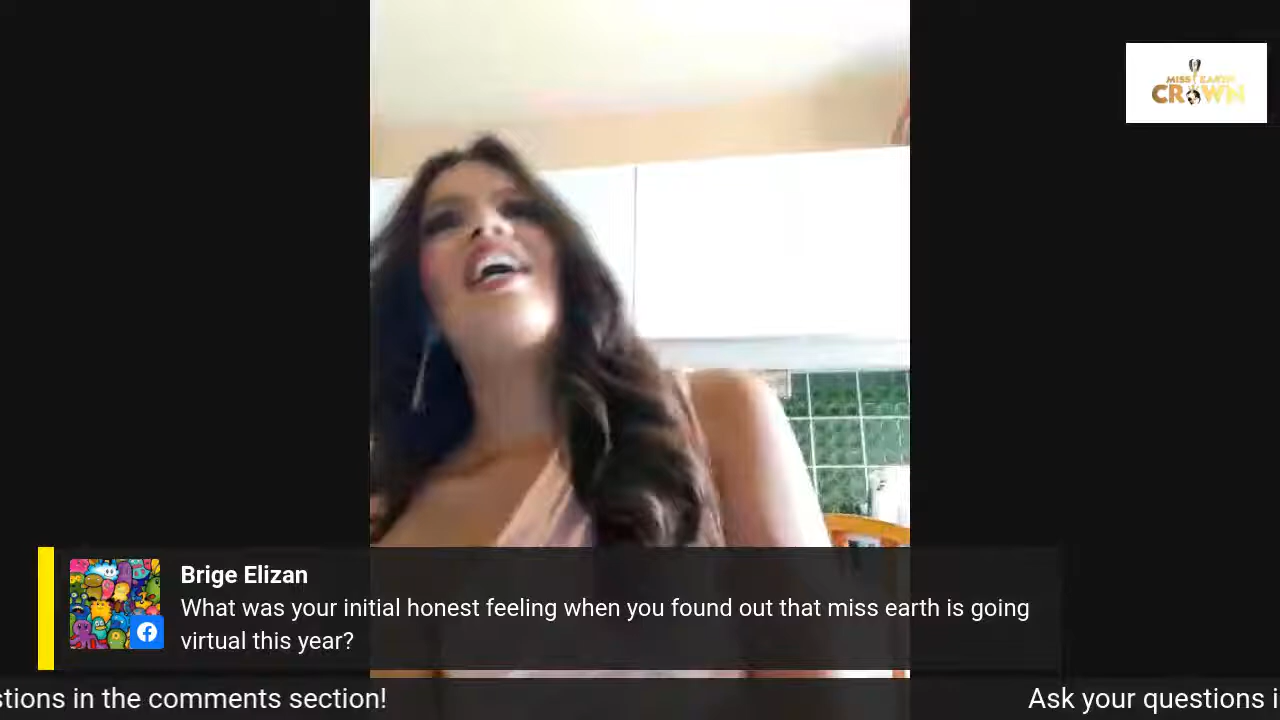 MISS EARTH
CROWN
Brige Elizan
What was your initial honest feeling when you found out that miss earth is going
virtual this year?
stions in the comments section!
Ask your questions i